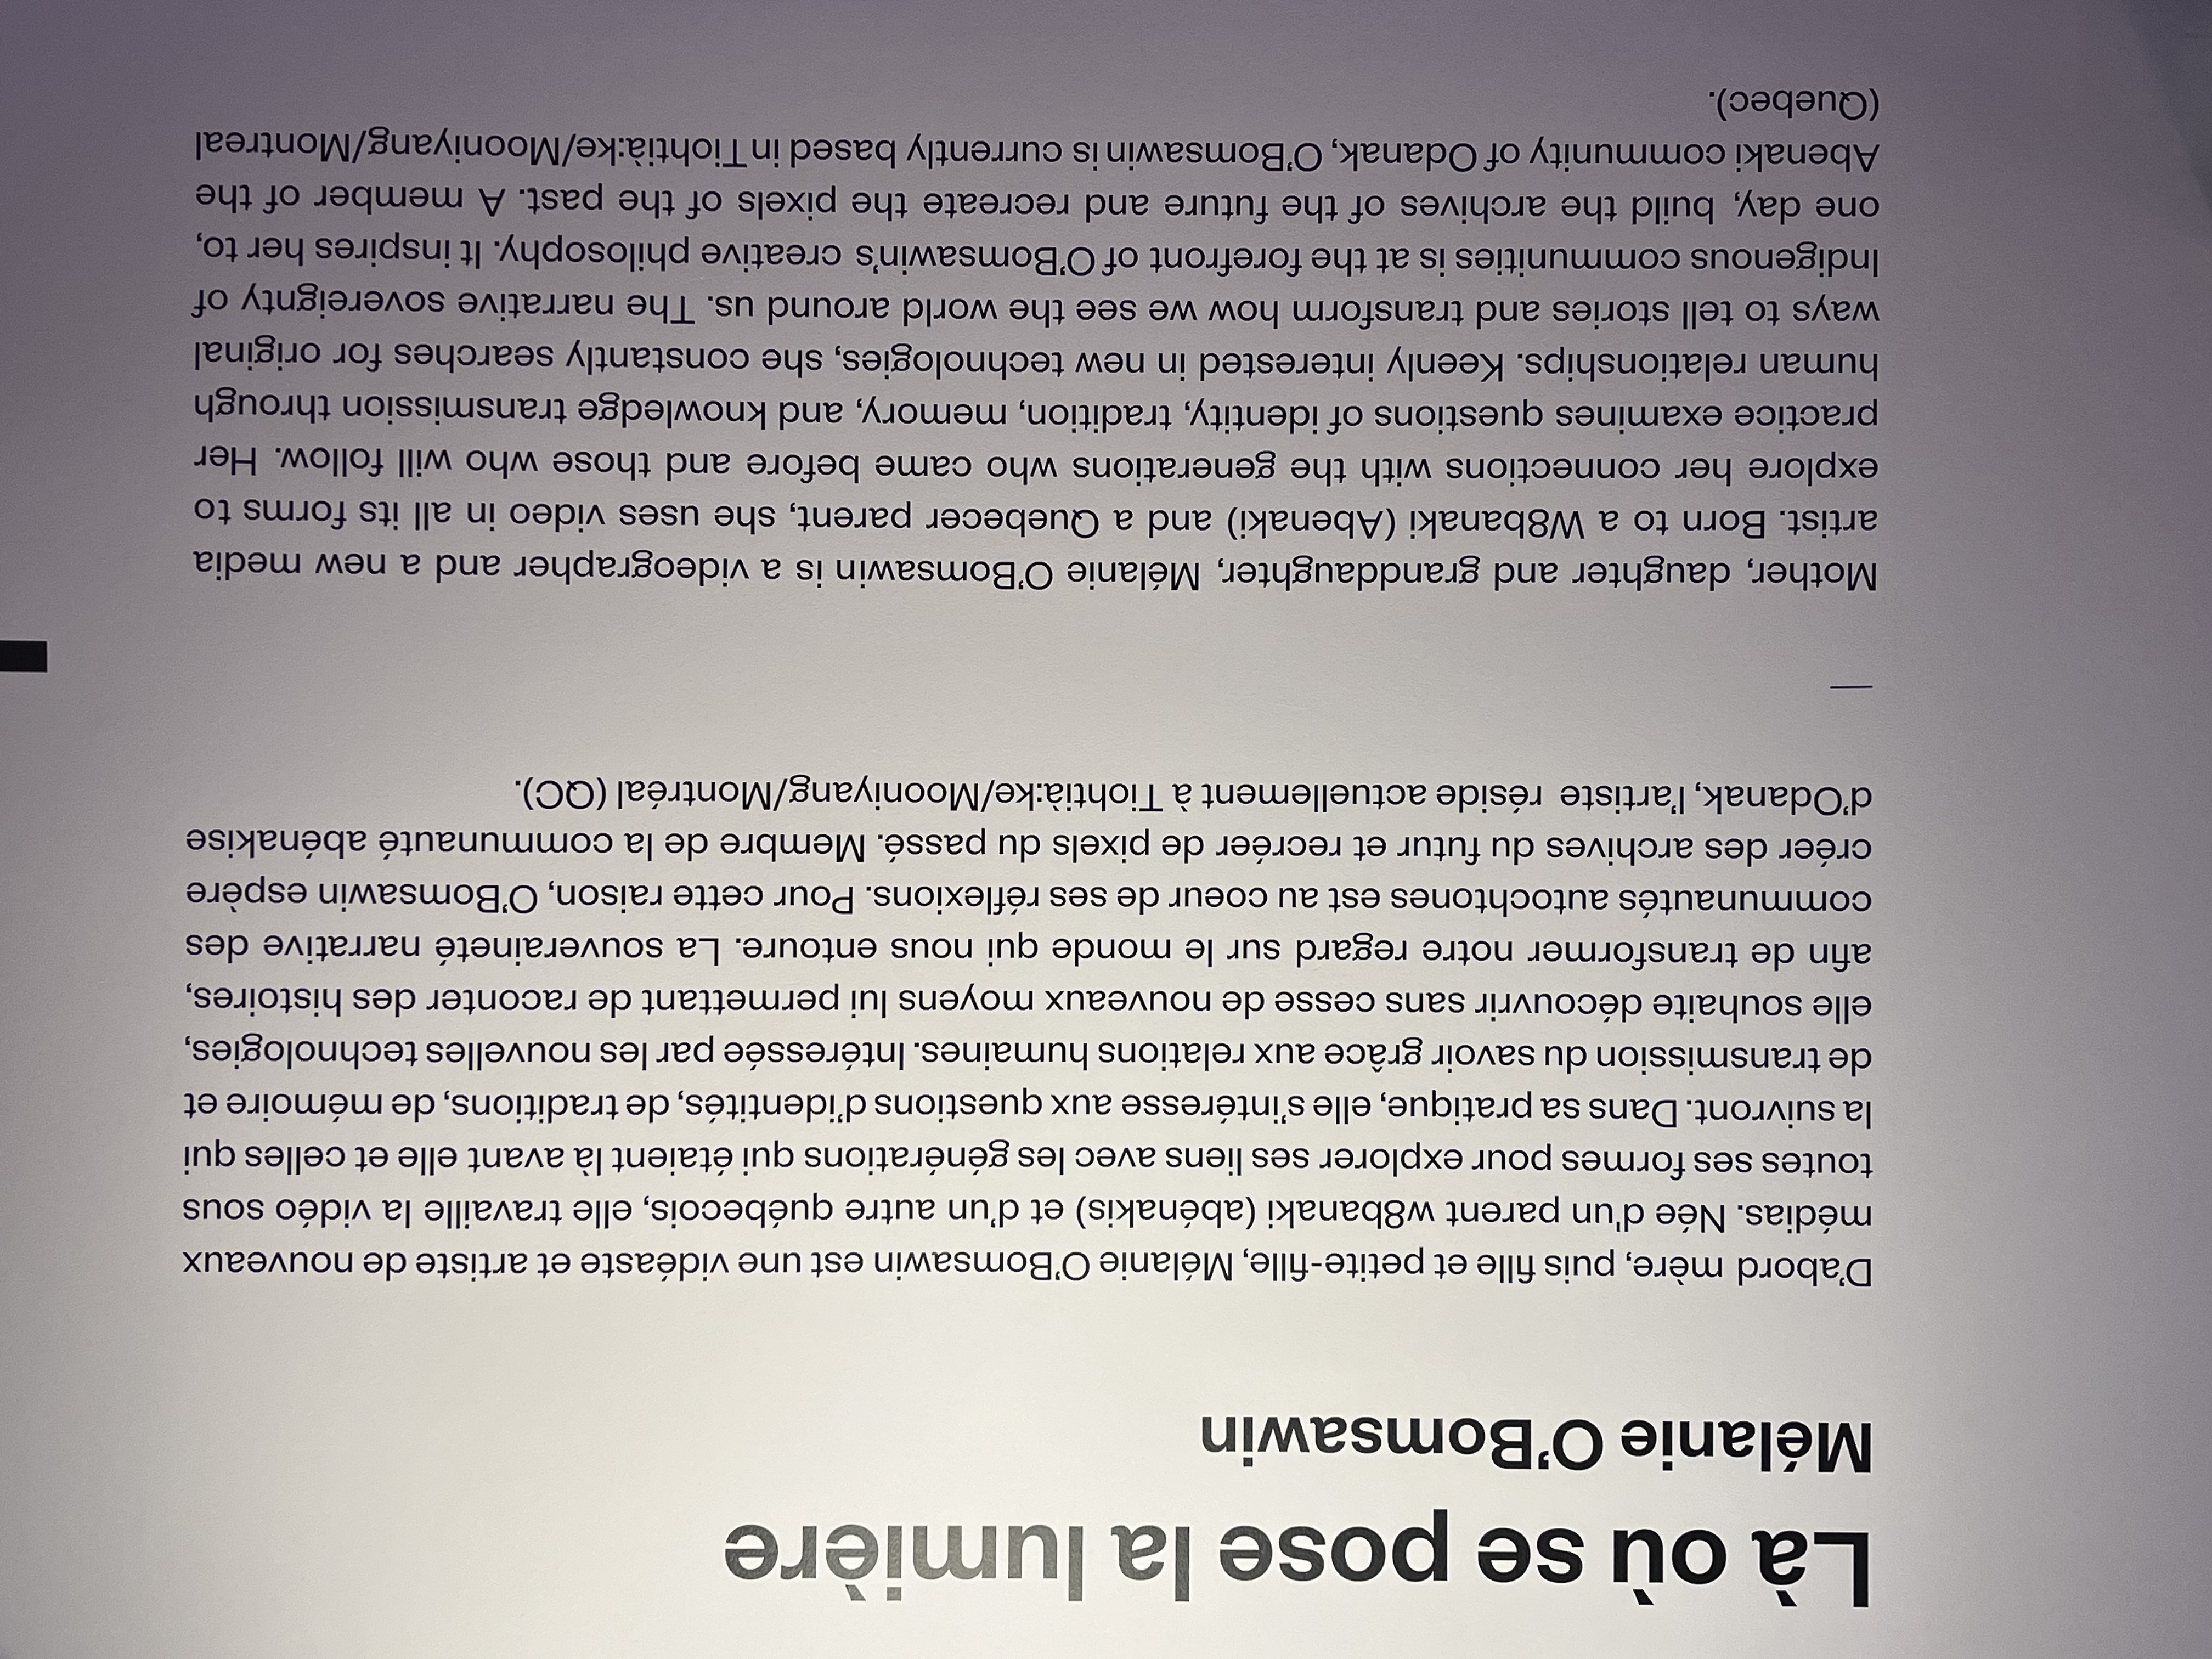 Là où se pose la lumière
Mélanie O’Bomsawin
D’abord mère, puis fille et petite-fille, Mélanie O’Bomsawin est une vidéaste et artiste de nouveaux
médias. Née d'un parent w8banaki (abénakis) et d’un autre québecois, elle travaille la vidéo sous
toutes ses formes pour explorer ses liens avec les générations qui étaient là avant elle et celles qui
la suivront. Dans sa pratique, elle s’intéresse aux questions d’identités, de traditions, de mémoire et
de transmission du savoir grâce aux relations humaines. Intéressée par les nouvelles technologies,
elle souhaite découvrir sans cesse de nouveaux moyens lui permettant de raconter des histoires,
afin de transformer notre regard sur le monde qui nous entoure. La souveraineté narrative des
communautés autochtones est au coeur de ses réflexions. Pour cette raison, O’Bomsawin espère
créer des archives du futur et recréer de pixels du passé. Membre de la communauté abénakise
d’Odanak, l’artiste réside actuellement à Tiohtià:ke/Mooniyang/Montréal (QC).
—
Mother, daughter and granddaughter, Mélanie O’Bomsawin is a videographer and a new media
artist. Born to a W8banaki (Abenaki) and a Quebecer parent, she uses video in all its forms to
explore her connections with the generations who came before and those who will follow. Her
practice examines questions of identity, tradition, memory, and knowledge transmission through
human relationships. Keenly interested in new technologies, she constantly searches for original
ways to tell stories and transform how we see the world around us. The narrative sovereignty of
Indigenous communities is at the forefront of O’Bomsawin’s creative philosophy. It inspires her to,
one day, build the archives of the future and recreate the pixels of the past. A member of the
Abenaki community of Odanak, O’Bomsawin is currently based in Tiohtià:ke/Mooniyang/Montreal
(Quebec).